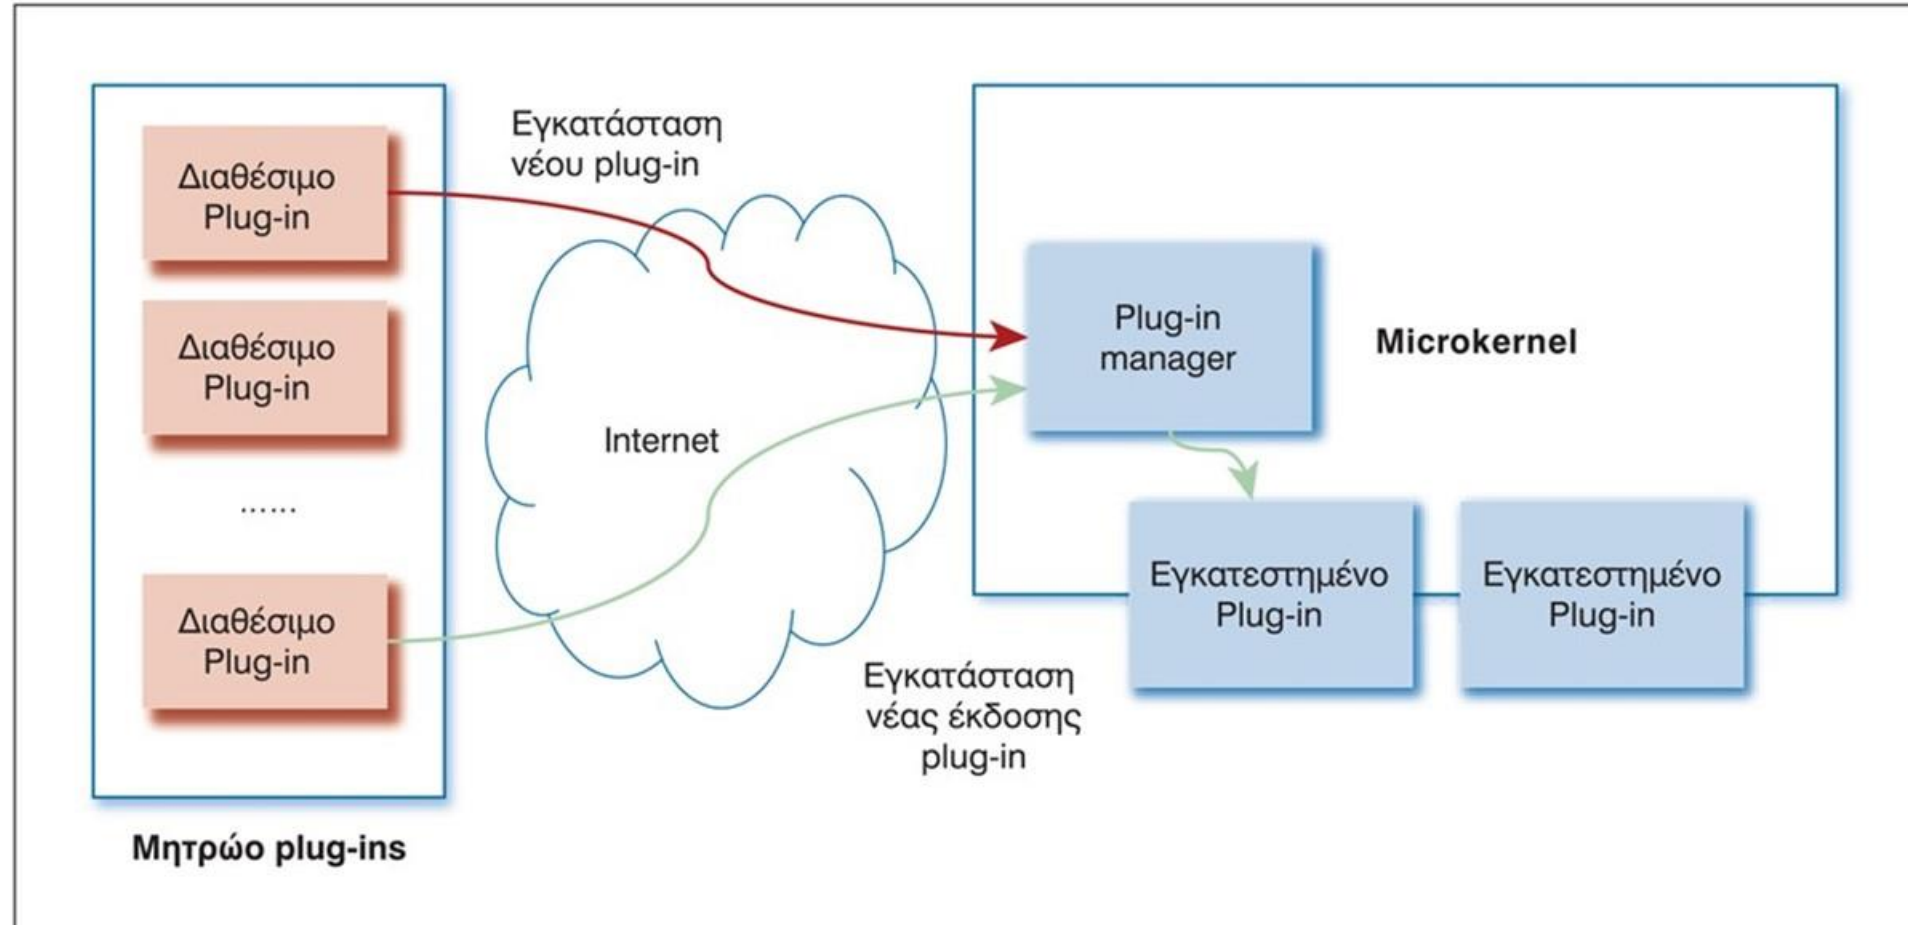 Διαθέσιμο
Plug-in
Διαθέσιμο
Plug-in
......
Διαθέσιμο
Plug-in
Μητρώο plug-ins
Εγκατάσταση
νέου plug-in
Internet
Εγκατάσταση
νέας έκδοσης
plug-in
Plug-in
manager
Microkernel
Εγκατεστημένο
Plug-in
Εγκατεστημένο
Plug-in